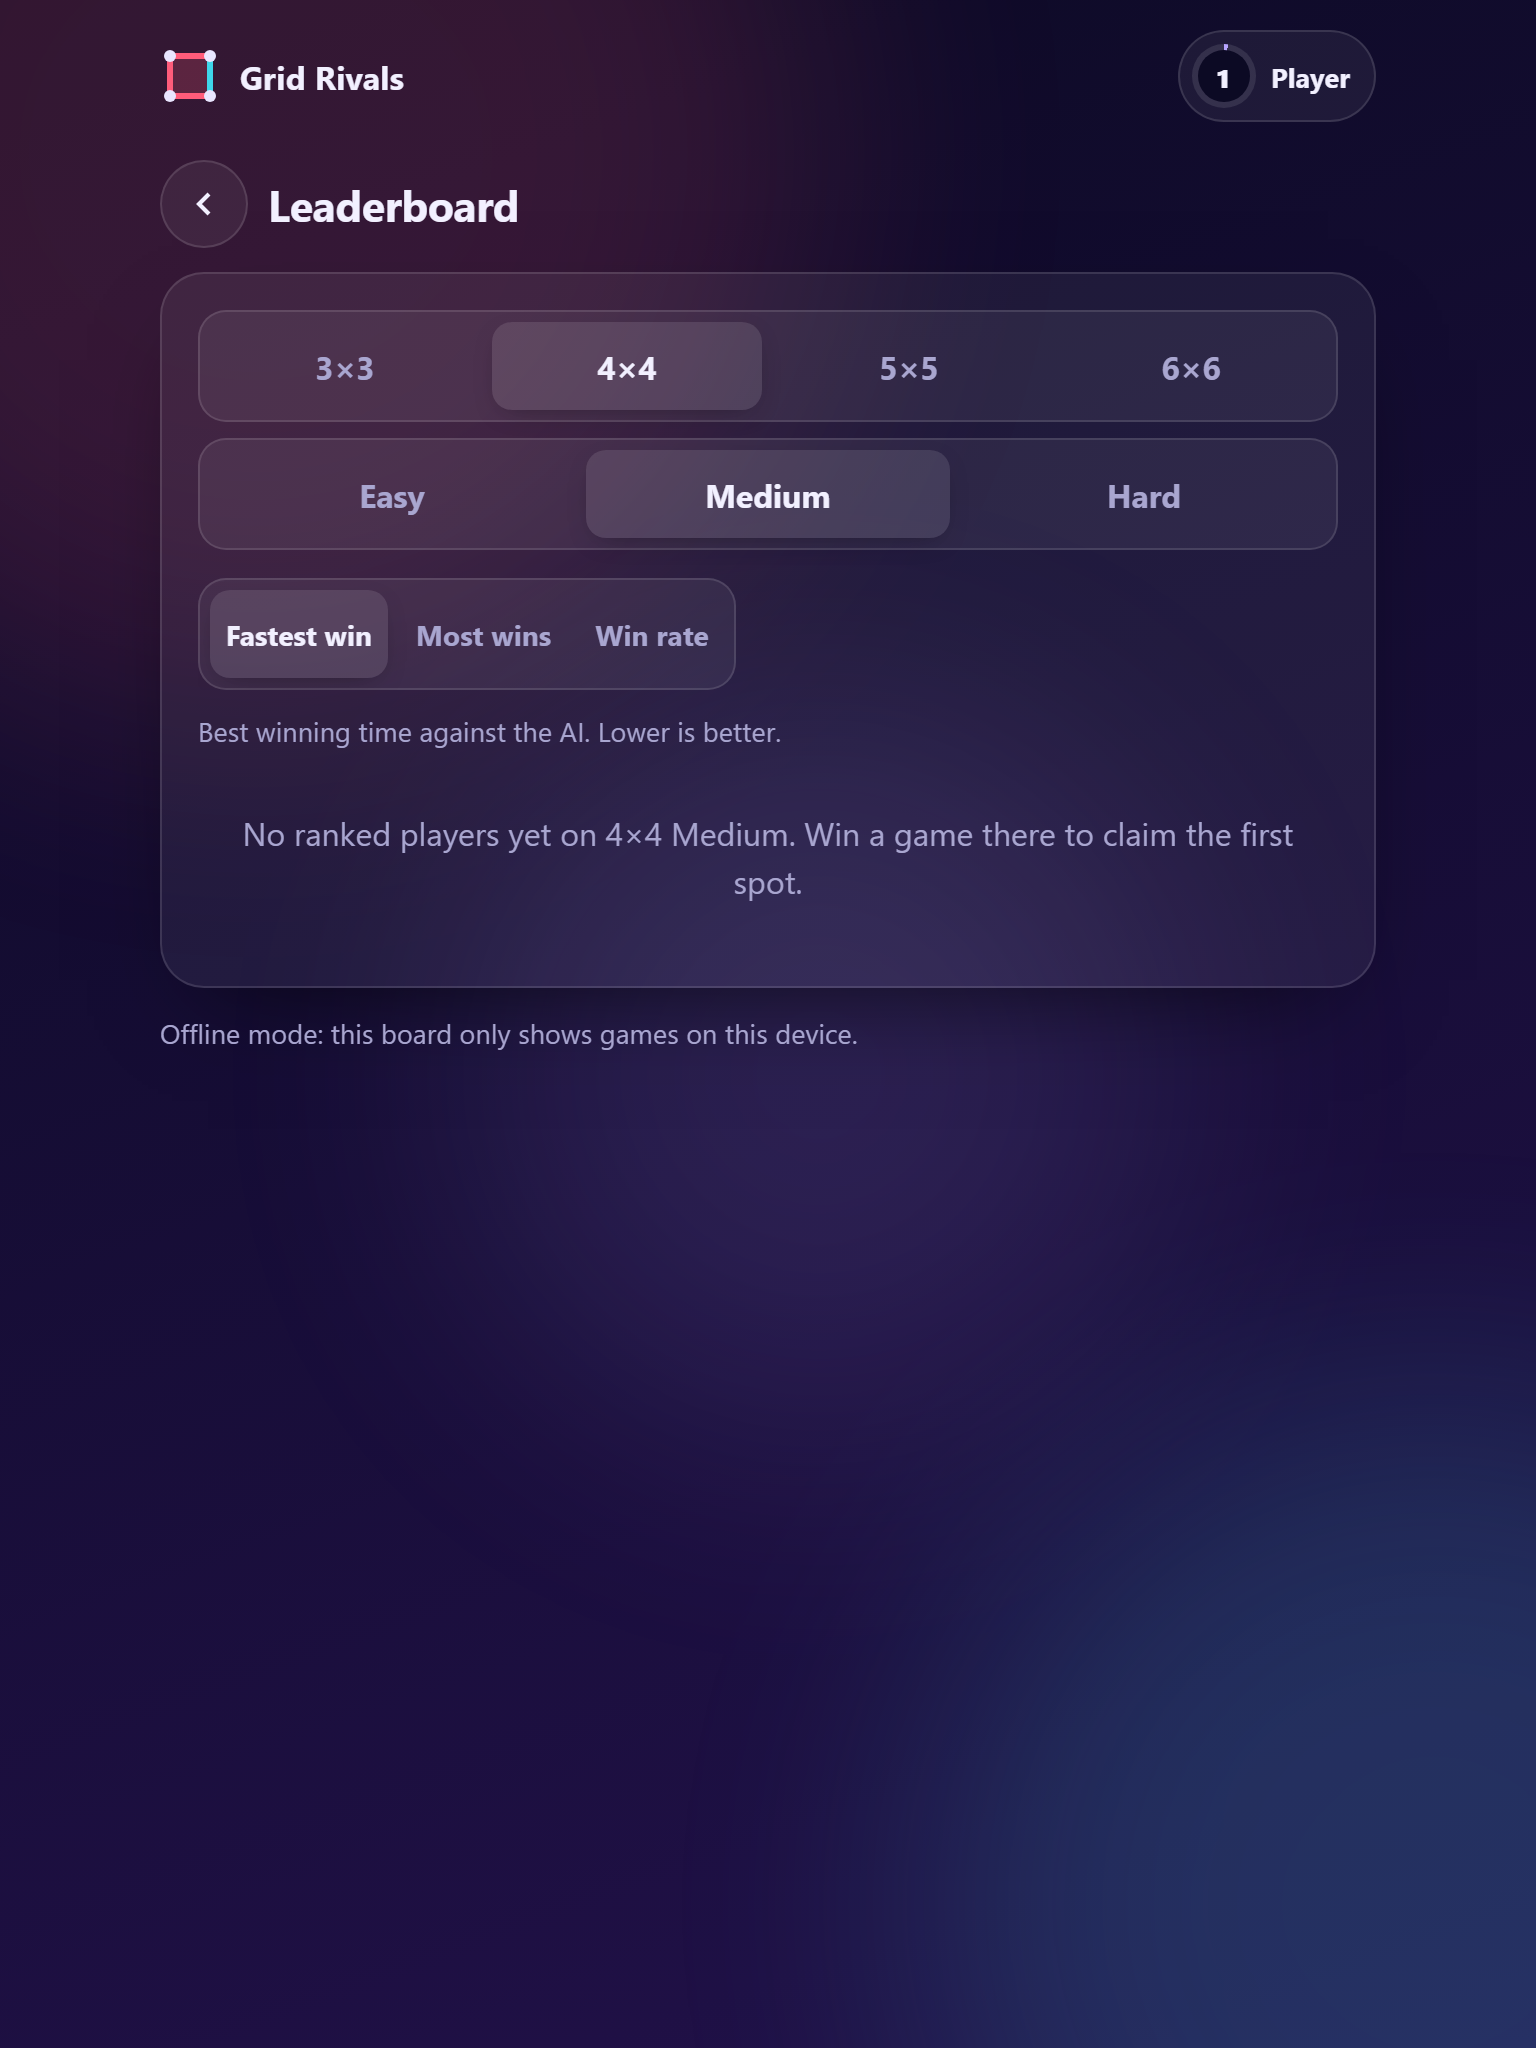 Grid Rivals
1 Player
Leaderboard
3×3 4×4 5×5 6×6
Easy Medium Hard
Fastest win Most wins Win rate
Best winning time against the AI. Lower is better.
No ranked players yet on 4×4 Medium. Win a game there to claim the first
spot.
Offline mode: this board only shows games on this device.